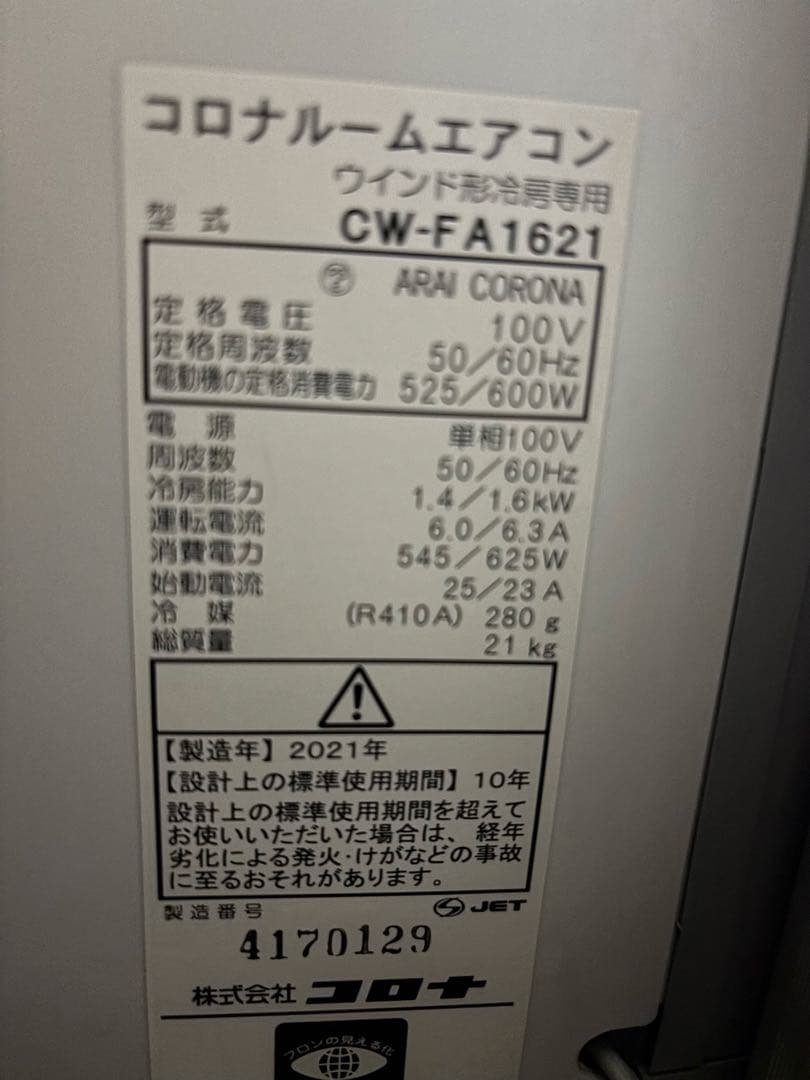 コロナルームエアコン
ウインド形冷房専用
型式 CW-FA1621
ARAI CORONA
定格電圧 100V
定格周波数 50/60Hz
電動機の定格消費電力 525/600W
電源 単相100V
周波数 50/60Hz
冷房能力 1.4/1.6kW
運転電流 6.0/6.3A
消費電力 545/625W
始動電流 25/23A
冷媒 (R410A) 280g
総質量 21kg
【製造年】2021年
【設計上の標準使用期間】10年
設計上の標準使用期間を超えて
お使いいただいた場合は、経年
劣化による発火・けがなどの事故
に至るおそれがあります。
製造番号 JET
4170129
株式会社 コロナ
フロンの見える化